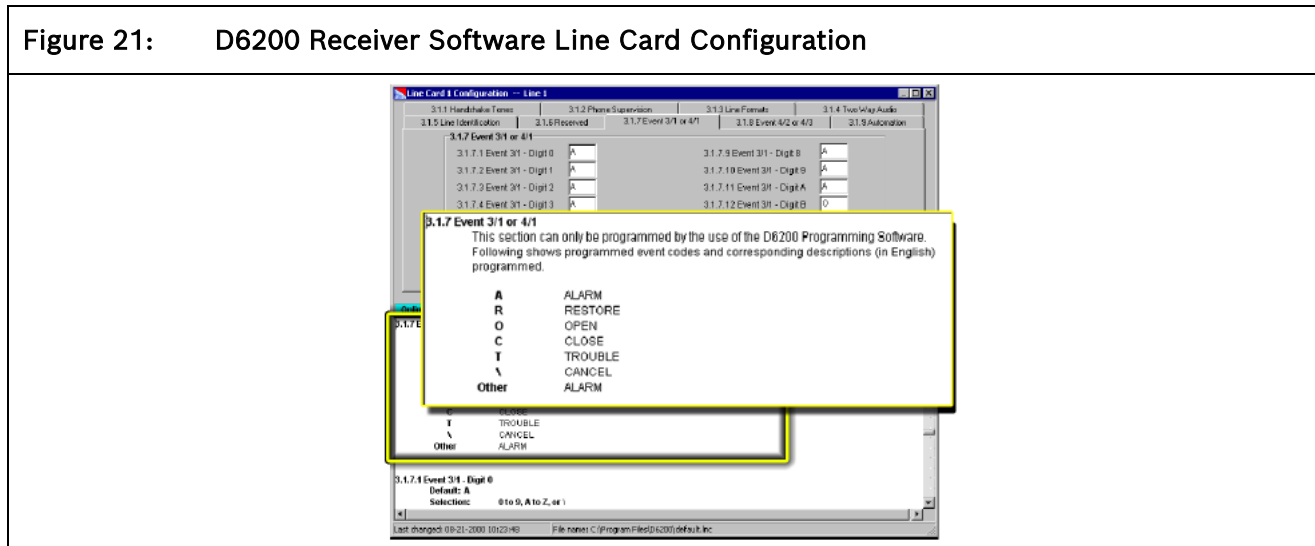 Figure 21: D6200 Receiver Software Line Card Configuration
Line Card 1 Configuration -- Line 1
3.1.1 Handshake Tones 3.1.2 Phone Supervision 3.1.3 Line Formats 3.1.4 Two Way Audio
3.1.5 Line Identification 3.1.6 Reserved 3.1.7 Event 3/1 or 4/1 3.1.8 Event 4/2 or 4/3 3.1.9 Automation
3.1.7 Event 3/1 or 4/1
3.1.7.1 Event 3/1 - Digit 0 A 3.1.7.9 Event 3/1 - Digit 8 A
3.1.7.2 Event 3/1 - Digit 1 A 3.1.7.10 Event 3/1 - Digit 9 A
3.1.7.3 Event 3/1 - Digit 2 A 3.1.7.11 Event 3/1 - Digit A A
3.1.7.4 Event 3/1 - Digit 3 A 3.1.7.12 Event 3/1 - Digit B O
3.1.7 Event 3/1 or 4/1
This section can only be programmed by the use of the D6200 Programming Software.
Following shows programmed event codes and corresponding descriptions (in English)
programmed.
A ALARM
R RESTORE
O OPEN
C CLOSE
T TROUBLE
\ CANCEL
Other ALARM
3.1.7 E
C CLOSE
T TROUBLE
\ CANCEL
Other ALARM
3.1.7.1 Event 3/1 - Digit 0
Default: A
Selection: 0 to 9, A to Z, or \
Last changed: 08-21-2000 10:23:48 File name: C:\Program Files\D6200\default.lnc